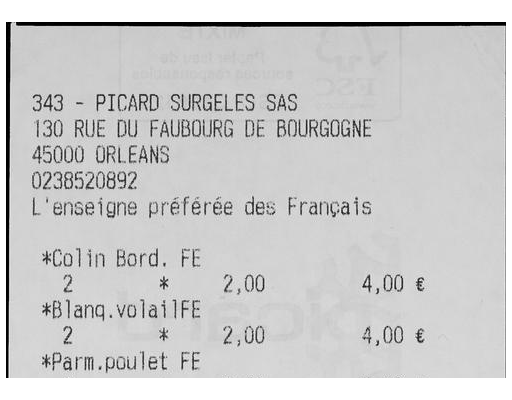 343 - PICARD SURGELES SAS
130 RUE DU FAUBOURG DE BOURGOGNE
45000 ORLEANS
0238520892
L'enseigne préférée des Français
*Colin Bord. FE
2 * 2,00 4,00 €
*Blanq.volailFE
2 * 2,00 4,00 €
*Parm.poulet FE